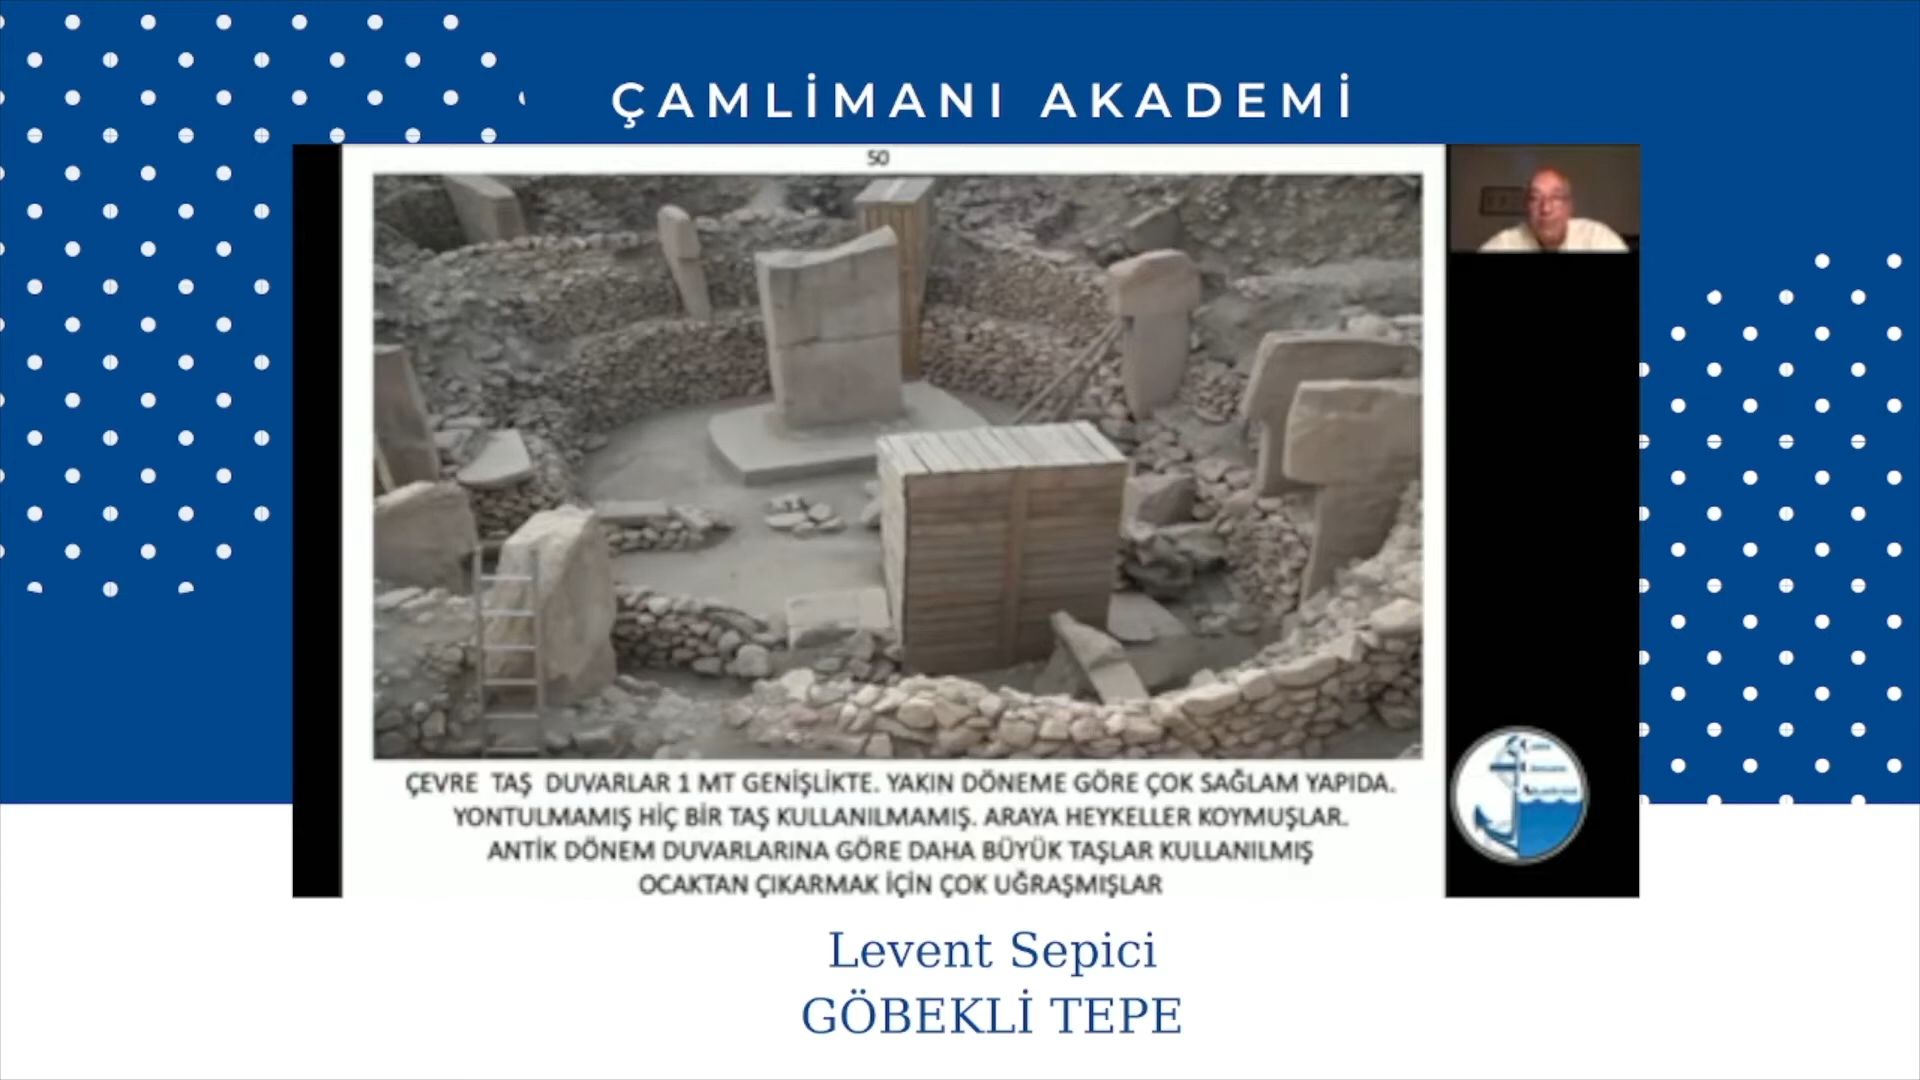 ÇAMLİMANI AKADEMİ
50
ÇEVRE TAŞ DUVARLAR 1 MT GENİŞLİKTE. YAKIN DÖNEME GÖRE ÇOK SAĞLAM YAPIDA.
YONTULMAMIŞ HİÇ BİR TAŞ KULLANILMAMIŞ. ARAYA HEYKELLER KOYMUŞLAR.
ANTİK DÖNEM DUVARLARINA GÖRE DAHA BÜYÜK TAŞLAR KULLANILMIŞ
OCAKTAN ÇIKARMAK İÇİN ÇOK UĞRAŞMIŞLAR
Levent Sepici
GÖBEKLİ TEPE